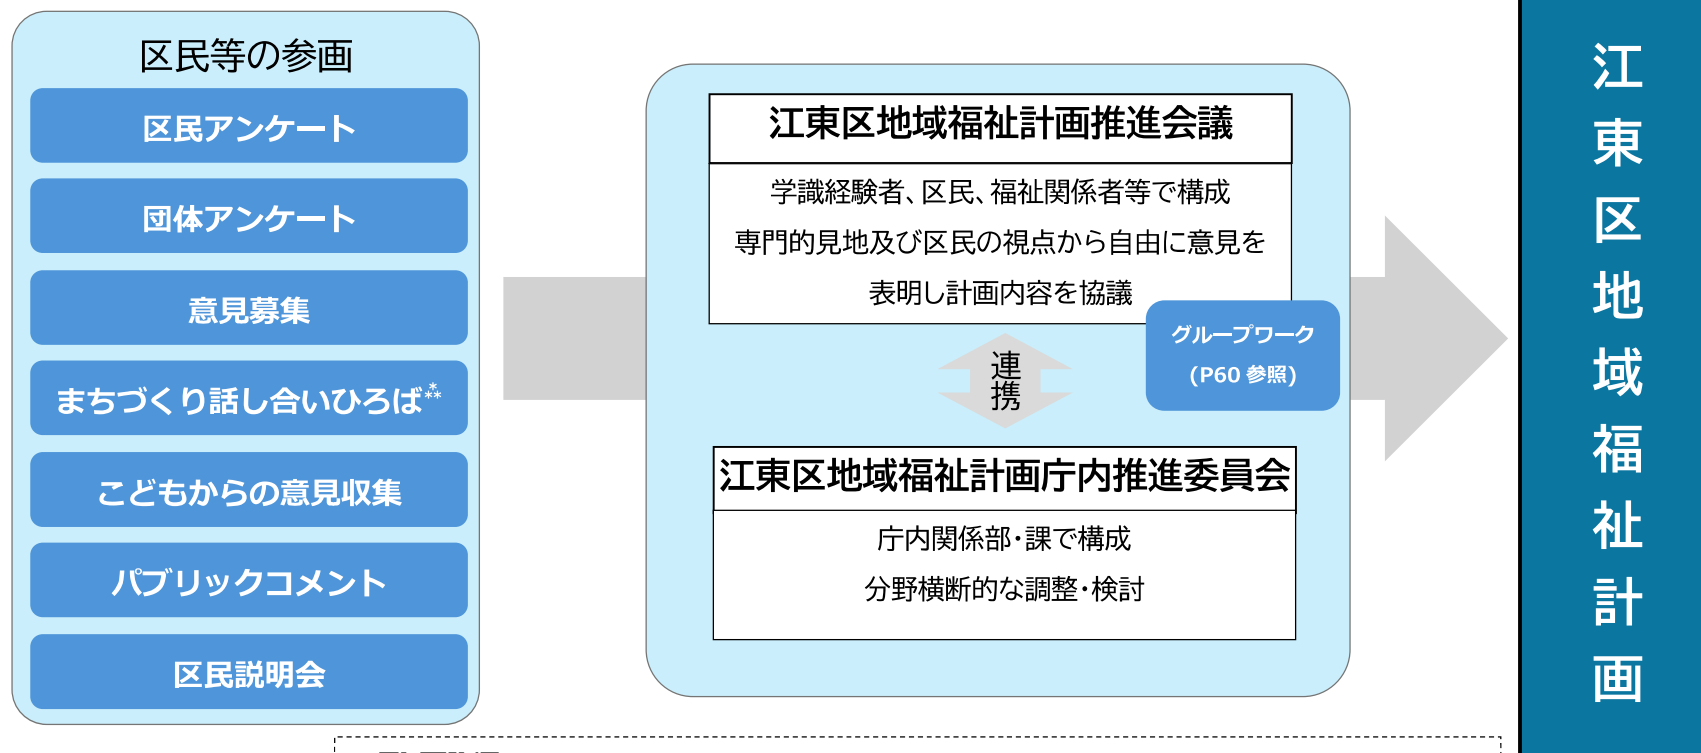 区民等の参画
区民アンケート
団体アンケート
意見募集
まちづくり話し合いひろば⁂
こどもからの意見収集
パブリックコメント
区民説明会
江東区地域福祉計画推進会議
学識経験者、区民、福祉関係者等で構成
専門的見地及び区民の視点から自由に意見を
表明し計画内容を協議
グループワーク
(P60 参照)
連
携
江東区地域福祉計画庁内推進委員会
庁内関係部・課で構成
分野横断的な調整・検討
江
東
区
地
域
福
祉
計
画